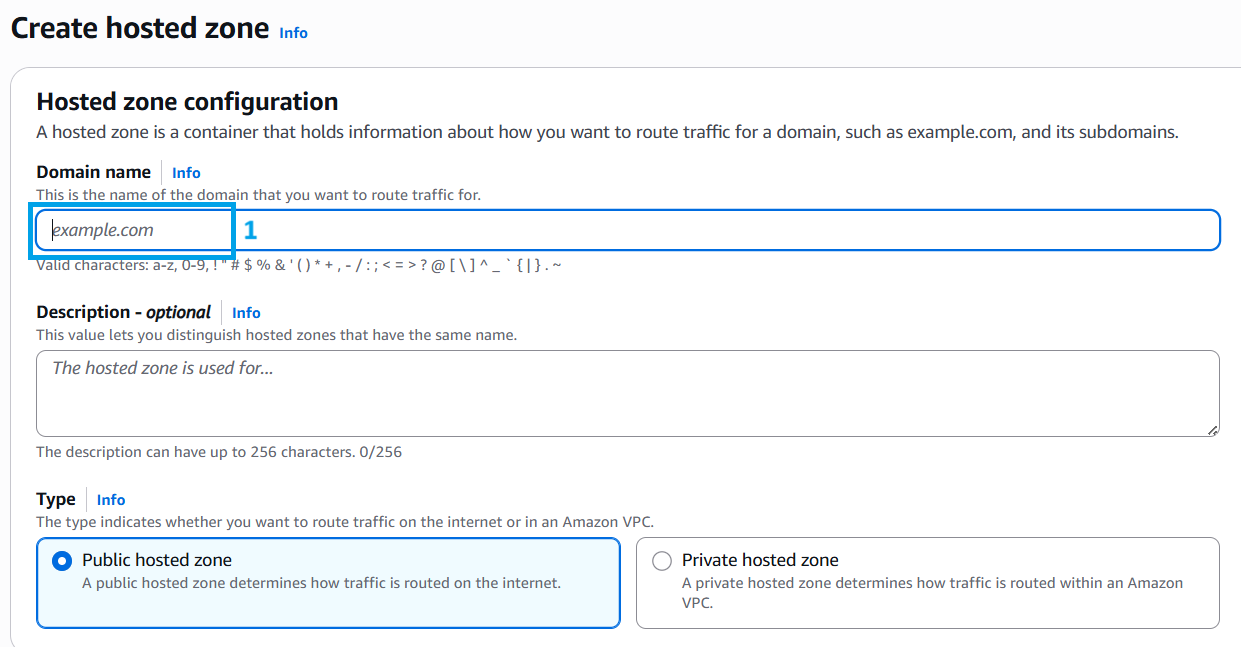 Create hosted zone Info
Hosted zone configuration
A hosted zone is a container that holds information about how you want to route traffic for a domain, such as example.com, and its subdomains.
Domain name Info
This is the name of the domain that you want to route traffic for.
example.com 1
Valid characters: a-z, 0-9, ! " # $ % & ' ( ) * + , - / : ; < = > ? @ [ \ ] ^ _ ` { | } . ~
Description - optional Info
This value lets you distinguish hosted zones that have the same name.
The hosted zone is used for...
The description can have up to 256 characters. 0/256
Type Info
The type indicates whether you want to route traffic on the internet or in an Amazon VPC.
Public hosted zone
A public hosted zone determines how traffic is routed on the internet.
Private hosted zone
A private hosted zone determines how traffic is routed within an Amazon
VPC.